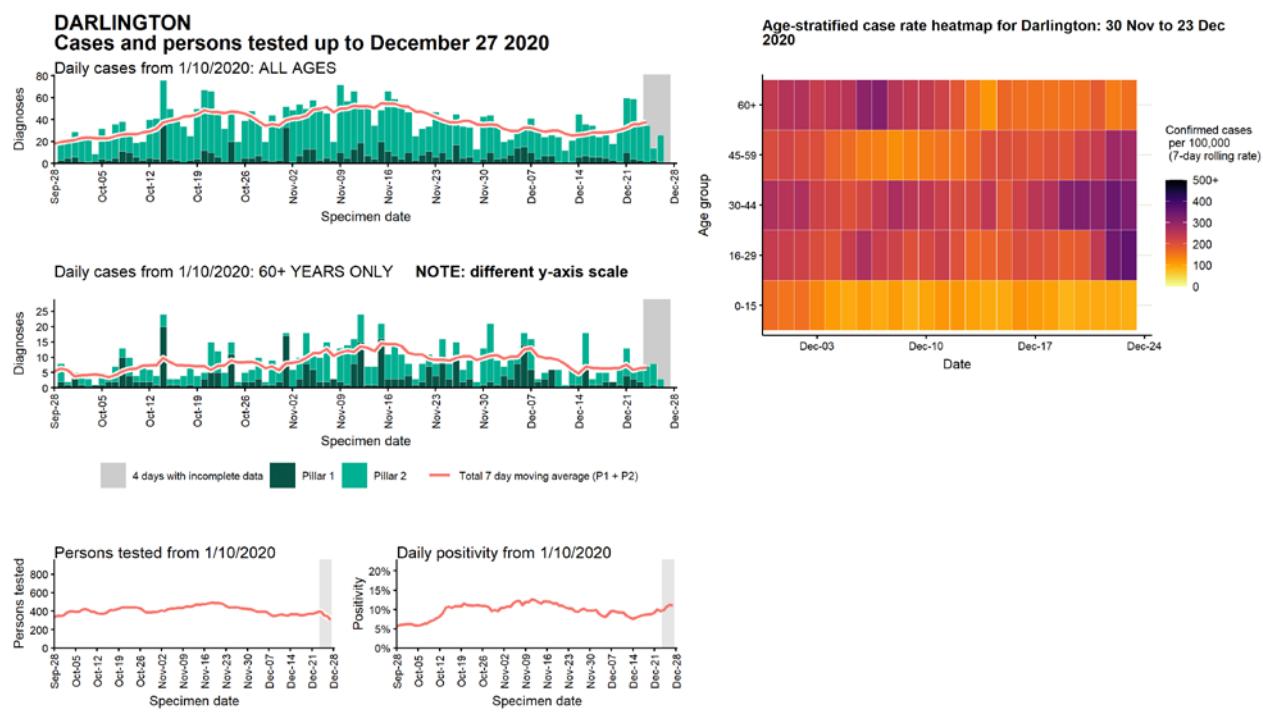 DARLINGTON
Cases and persons tested up to December 27 2020
Daily cases from 1/10/2020: ALL AGES
Diagnoses
80
60
40
20
0
Sep-28
Oct-05
Oct-12
Oct-19
Oct-26
Nov-02
Nov-09
Nov-16
Nov-23
Nov-30
Dec-07
Dec-14
Dec-21
Dec-28
Specimen date
Daily cases from 1/10/2020: 60+ YEARS ONLY NOTE: different y-axis scale
Diagnoses
25
20
15
10
5
0
Sep-28
Oct-05
Oct-12
Oct-19
Oct-26
Nov-02
Nov-09
Nov-16
Nov-23
Nov-30
Dec-07
Dec-14
Dec-21
Dec-28
Specimen date
4 days with incomplete data
Pillar 1
Pillar 2
Total 7 day moving average (P1 + P2)
Persons tested from 1/10/2020
Persons tested
800
600
400
200
0
Sep-28
Oct-05
Oct-12
Oct-19
Oct-26
Nov-02
Nov-09
Nov-16
Nov-23
Nov-30
Dec-07
Dec-14
Dec-21
Dec-28
Specimen date
Daily positivity from 1/10/2020
Positivity
20%
15%
10%
5%
0%
Sep-28
Oct-05
Oct-12
Oct-19
Oct-26
Nov-02
Nov-09
Nov-16
Nov-23
Nov-30
Dec-07
Dec-14
Dec-21
Dec-28
Specimen date
Age-stratified case rate heatmap for Darlington: 30 Nov to 23 Dec
2020
Age group
60+
45-59
30-44
16-29
0-15
Dec-03
Dec-10
Dec-17
Dec-24
Date
Confirmed cases
per 100,000
(7-day rolling rate)
500+
400
300
200
100
0